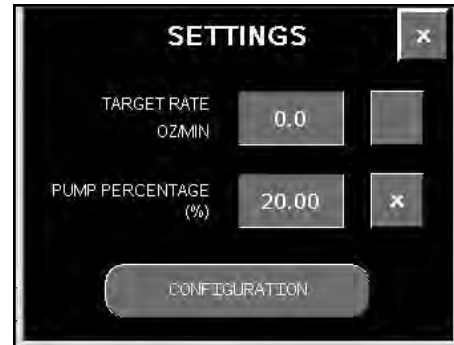 SETTINGS ×
TARGET RATE
OZ/MIN
0.0
PUMP PERCENTAGE
(%)
20.00 ×
CONFIGURATION